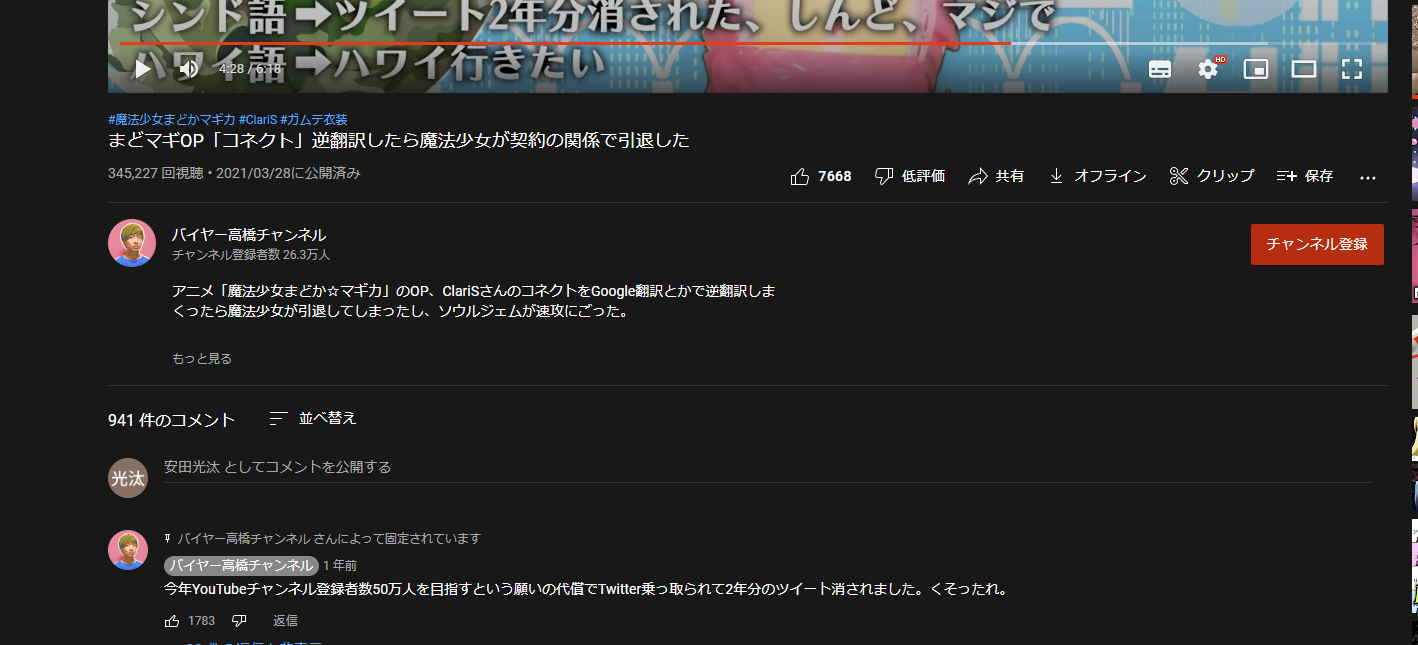 シンド語➡ツイート2年分消された、しんど、マジで
ハワイ語➡ハワイ行きたい
4:28 / 6:18
HD
#魔法少女まどかマギカ #ClariS #ガムテ衣装
まどマギOP「コネクト」逆翻訳したら魔法少女が契約の関係で引退した
345,227 回視聴・2021/03/28に公開済み
7668 低評価 共有 オフライン クリップ 保存 ...
バイヤー高橋チャンネル
チャンネル登録者数 26.3万人
チャンネル登録
アニメ「魔法少女まどか☆マギカ」のOP、ClariSさんのコネクトをGoogle翻訳とかで逆翻訳しま
くったら魔法少女が引退してしまったし、ソウルジェムが速攻にごった。
もっと見る
941 件のコメント 並べ替え
光汰
安田光汰 としてコメントを公開する
バイヤー高橋チャンネル さんによって固定されています
バイヤー高橋チャンネル 1 年前
今年YouTubeチャンネル登録者数50万人を目指すという願いの代償でTwitter乗っ取られて2年分のツイート消されました。くそったれ。
1783 返信